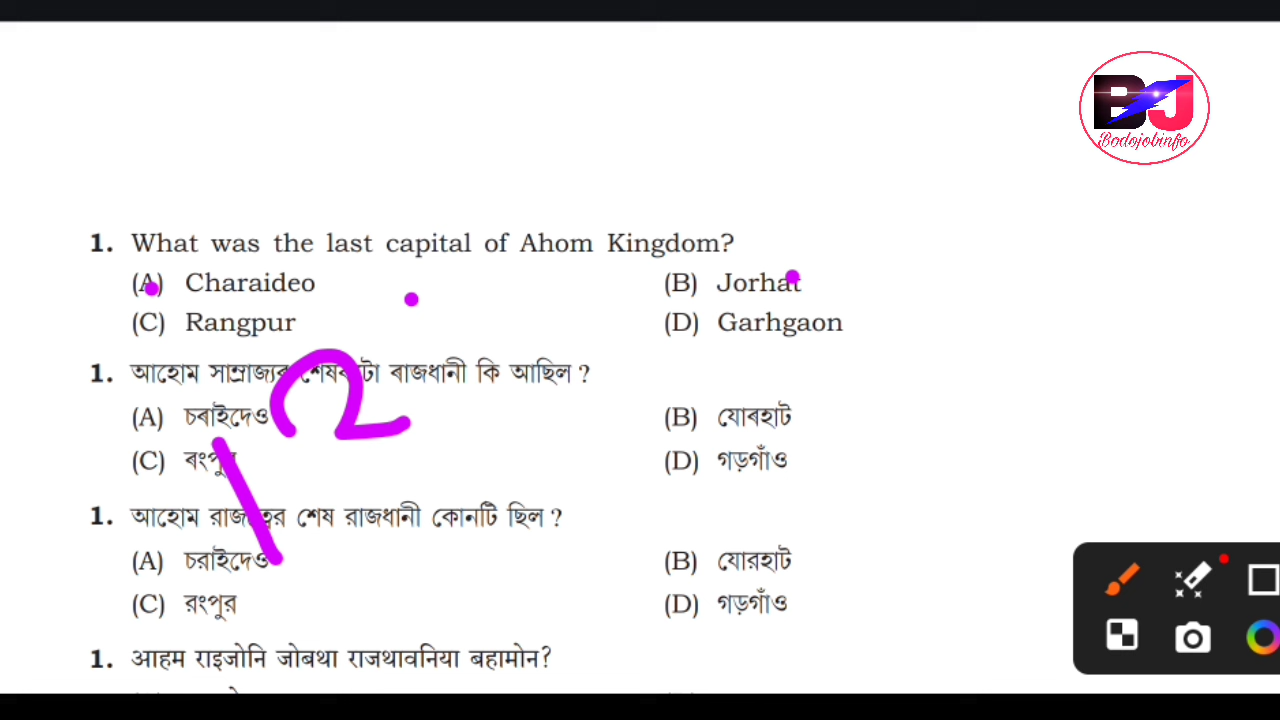 BJ
Bodojobinfo
1. What was the last capital of Ahom Kingdom?
(A) Charaideo (B) Jorhat
(C) Rangpur (D) Garhgaon
1. আহোম সাম্ৰাজ্যৰ ৰাজধানী কি আছিল ?
(A) চৰাইদেও (B) যোৰহাট
(C) ৰংপুৰ (D) গড়গাঁও
12
1. আহোম রাজত্বের শেষ রাজধানী কোনটি ছিল ?
(A) চরাইদেও (B) যোরহাট
(C) রংপুর (D) গড়গাঁও
1. आहम राइजोनि जोबथा राजथावनिया बहामोन?